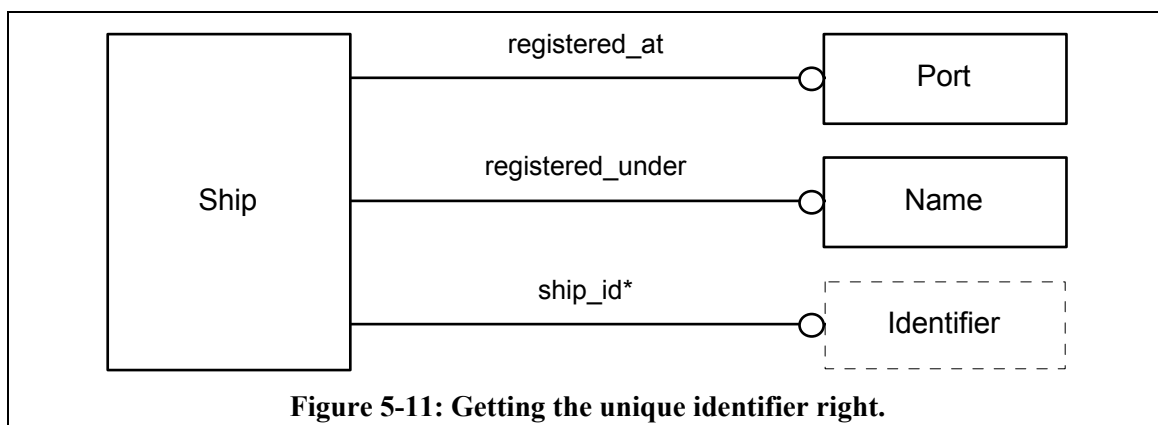 registered_at
Port
registered_under
Ship
Name
ship_id*
Identifier
Figure 5-11: Getting the unique identifier right.